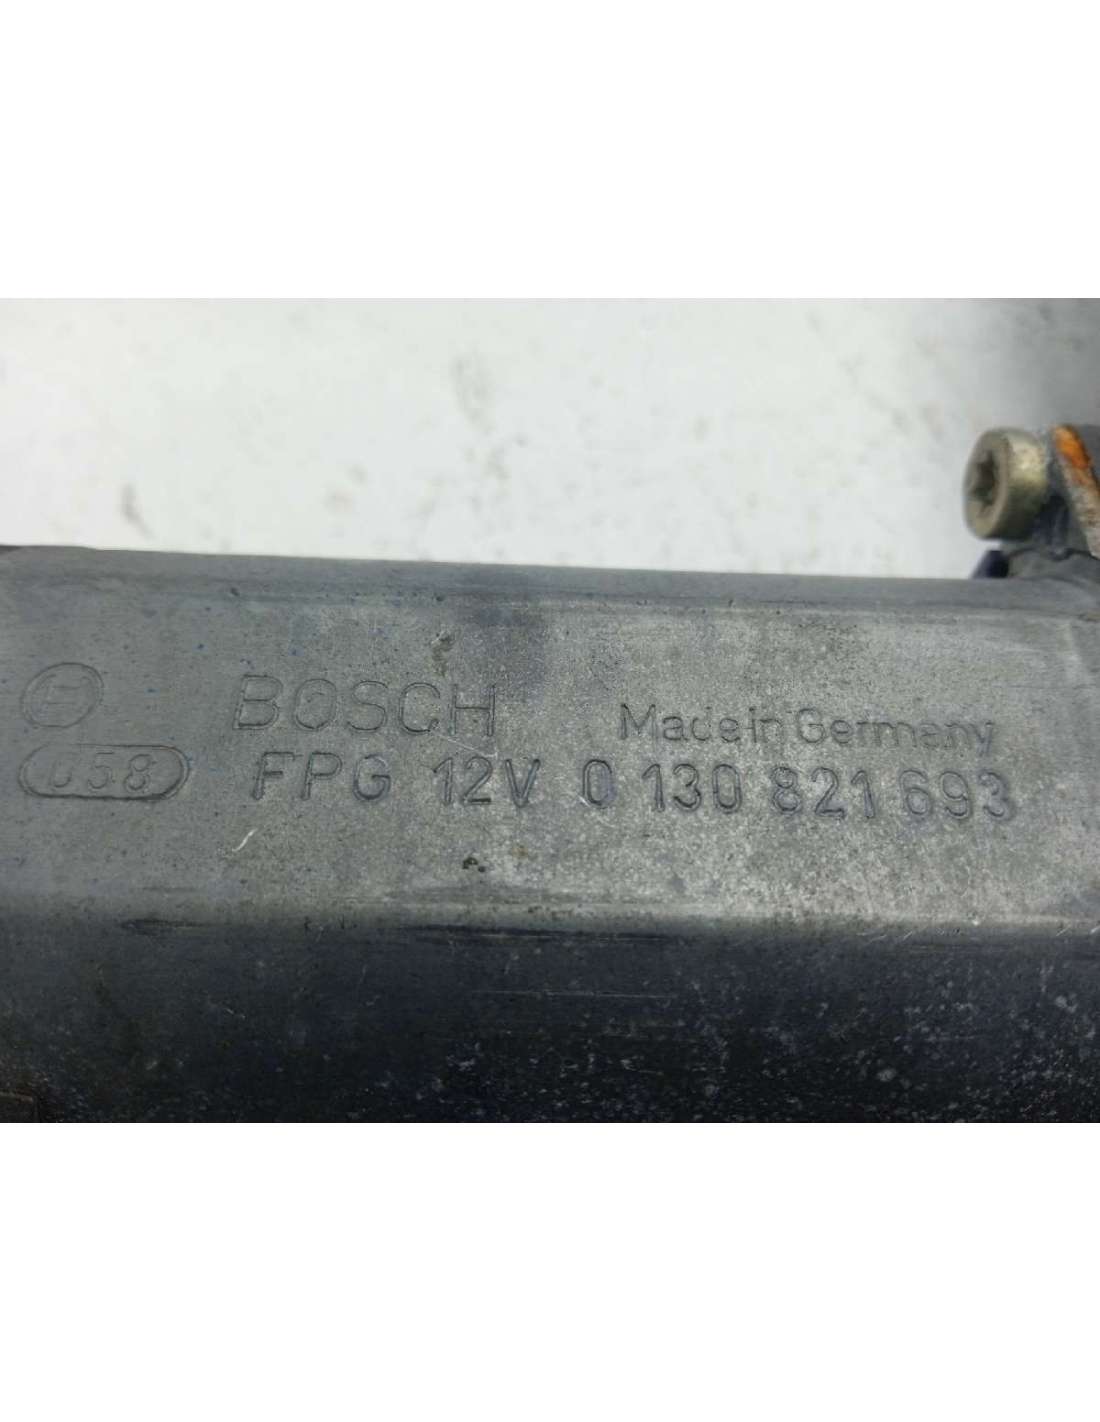 BOSCH Made in Germany
058 FPG 12V 0 130 821 693